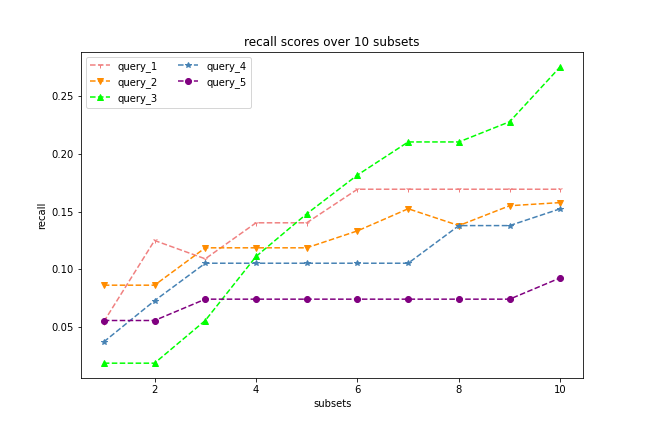 recall scores over 10 subsets
query_1
query_2
query_3
query_4
query_5
recall
0.25
0.20
0.15
0.10
0.05
2 4 6 8 10
subsets